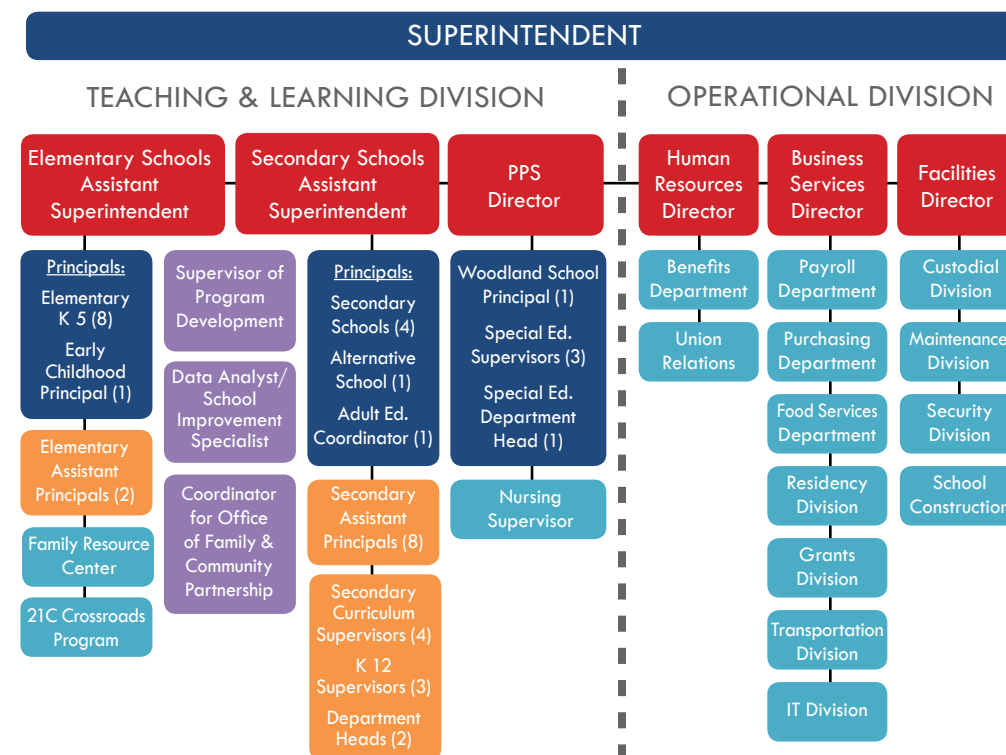 SUPERINTENDENT
TEACHING & LEARNING DIVISION
OPERATIONAL DIVISION
Elementary Schools
Assistant
Superintendent
Secondary Schools
Assistant
Superintendent
PPS
Director
Human
Resources
Director
Business
Services
Director
Facilities
Director
Principals:
Elementary
K 5 (8)
Early
Childhood
Principal (1)
Elementary
Assistant
Principals (2)
Family Resource
Center
21C Crossroads
Program
Supervisor of
Program
Development
Data Analyst/
School
Improvement
Specialist
Coordinator
for Office
of Family &
Community
Partnership
Principals:
Secondary
Schools (4)
Alternative
School (1)
Adult Ed.
Coordinator (1)
Secondary
Assistant
Principals (8)
Secondary
Curriculum
Supervisors (4)
K 12
Supervisors (3)
Department
Heads (2)
Woodland School
Principal (1)
Special Ed.
Supervisors (3)
Special Ed.
Department
Head (1)
Nursing
Supervisor
Benefits
Department
Union
Relations
Payroll
Department
Purchasing
Department
Food Services
Department
Residency
Division
Grants
Division
Transportation
Division
IT Division
Custodial
Division
Maintenance
Division
Security
Division
School
Construction